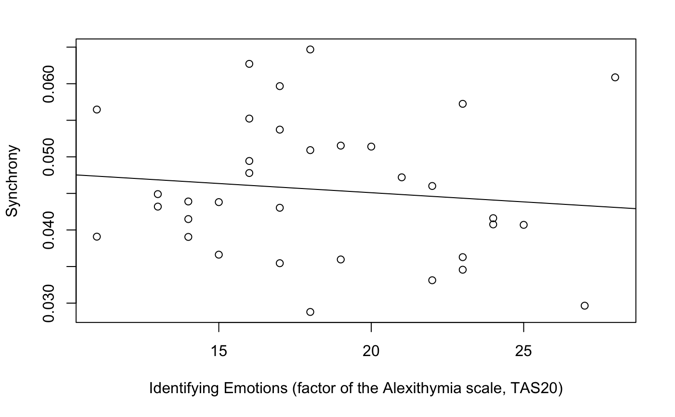 0.060
0.050
0.040
0.030
Synchrony
15 20 25
Identifying Emotions (factor of the Alexithymia scale, TAS20)